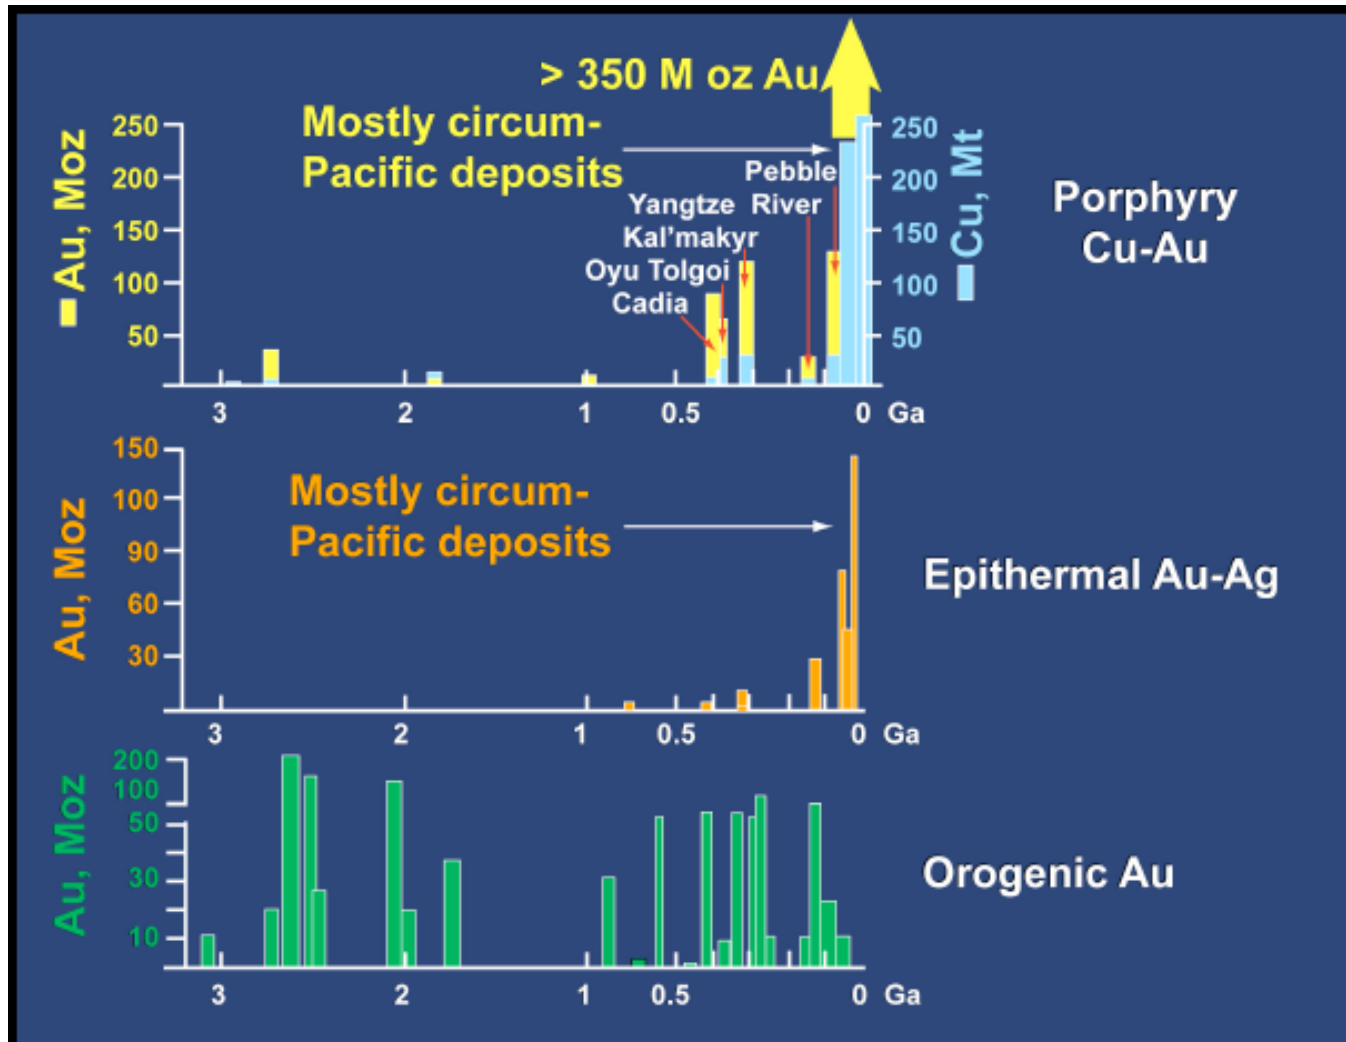 > 350 M oz Au
Mostly circum-
Pacific deposits
Pebble
Yangtze River
Kal'makyr
Oyu Tolgoi
Cadia
Au, Moz
250
200
150
100
50
250
200
150
100
50
Cu, Mt
Porphyry
Cu-Au
3 2 1 0.5 0 Ga
Mostly circum-
Pacific deposits
Au, Moz
150
100
90
60
30
Epithermal Au-Ag
3 2 1 0.5 0 Ga
Au, Moz
200
100
50
30
10
Orogenic Au
3 2 1 0.5 0 Ga